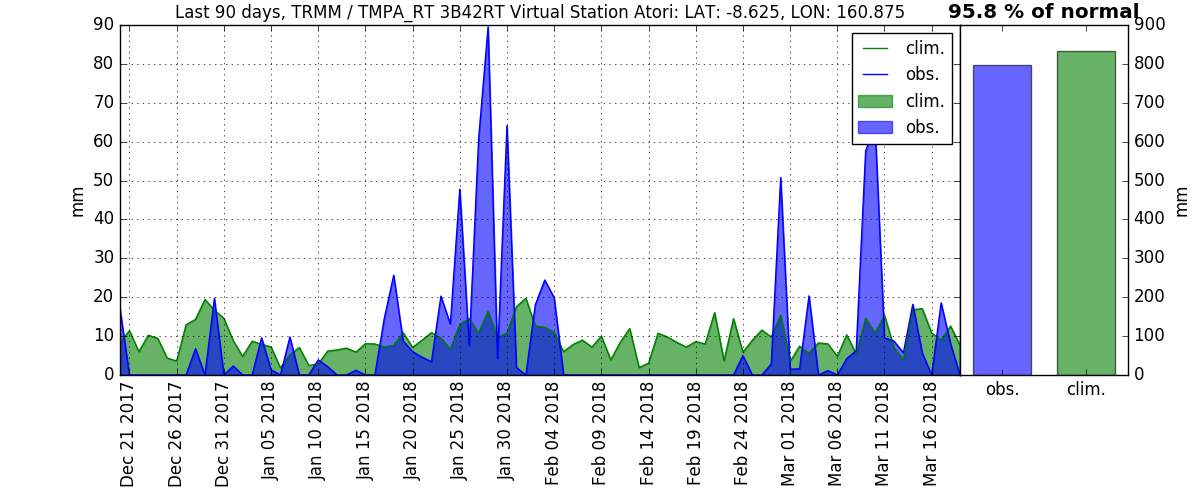 Last 90 days, TRMM / TMPA_RT 3B42RT Virtual Station Atori: LAT: -8.625, LON: 160.875
95.8 % of normal
90
80
70
60
50
40
30
20
10
0
mm
clim.
obs.
clim.
obs.
900
800
700
600
500
400
300
200
100
0
mm
obs.
clim.
Dec 21 2017
Dec 26 2017
Dec 31 2017
Jan 05 2018
Jan 10 2018
Jan 15 2018
Jan 20 2018
Jan 25 2018
Jan 30 2018
Feb 04 2018
Feb 09 2018
Feb 14 2018
Feb 19 2018
Feb 24 2018
Mar 01 2018
Mar 06 2018
Mar 11 2018
Mar 16 2018